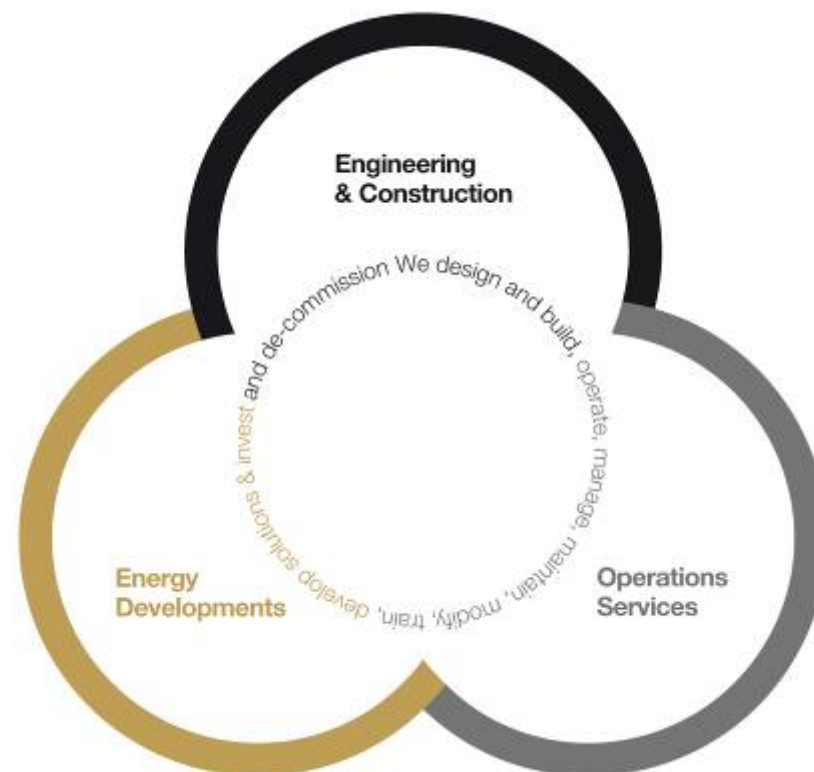 Engineering
& Construction
We design and build, operate, manage, maintain, modify, train, develop solutions & invest and de-commission
Energy
Developments
Operations
Services